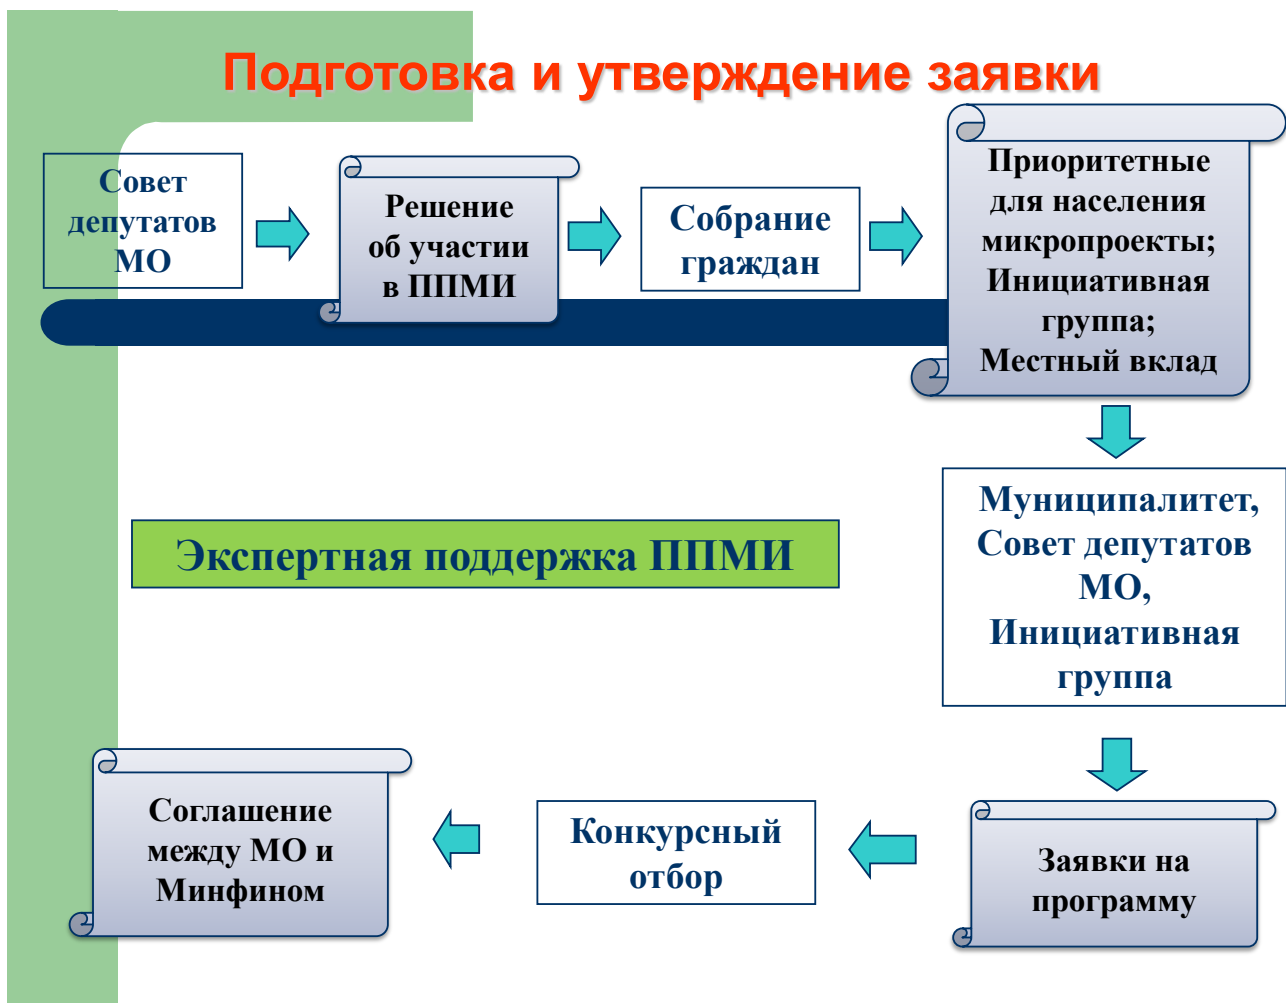 Подготовка и утверждение заявки
Совет
депутатов
МО
Решение
об участии
в ППМИ
Собрание
граждан
Приоритетные
для населения
микропроекты;
Инициативная
группа;
Местный вклад
Муниципалитет,
Совет депутатов
МО,
Инициативная
группа
Экспертная поддержка ППМИ
Заявки на
программу
Конкурсный
отбор
Соглашение
между МО и
Минфином